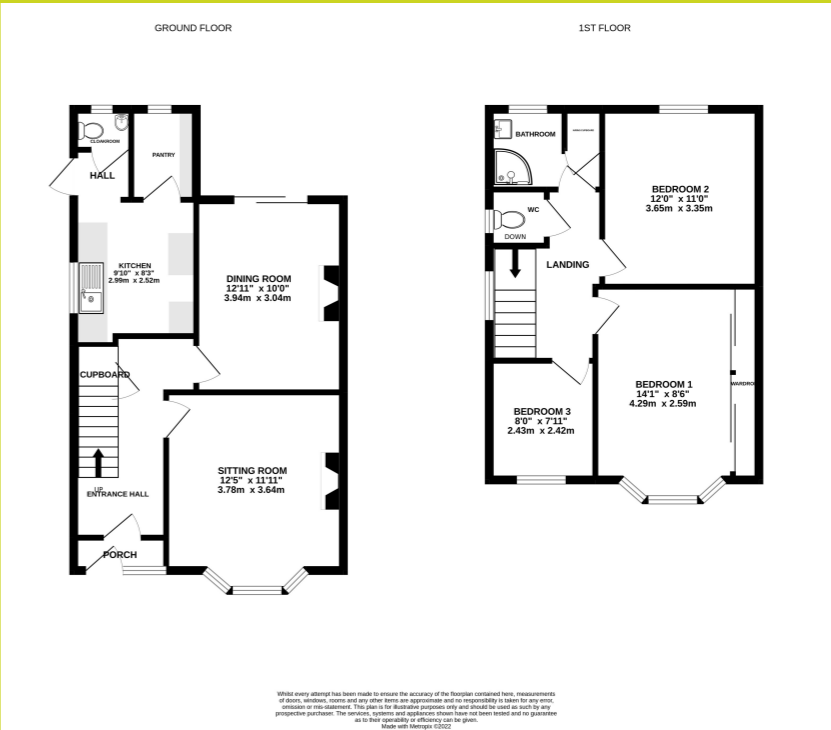 GROUND FLOOR
1ST FLOOR
CLOAKROOM
PANTRY
HALL
KITCHEN
9'10" x 8'3"
2.99m x 2.52m
DINING ROOM
12'11" x 10'0"
3.94m x 3.04m
CUPBOARD
SITTING ROOM
12'5" x 11'11"
3.78m x 3.64m
UP
ENTRANCE HALL
PORCH
BATHROOM
BEDROOM 2
12'0" x 11'0"
3.65m x 3.35m
WC
DOWN
LANDING
BEDROOM 1
14'1" x 8'6"
4.29m x 2.59m
WARDRO
BEDROOM 3
8'0" x 7'11"
2.43m x 2.42m
Whilst every attempt has been made to ensure the accuracy of the floorplan contained here, measurements
of doors, windows, rooms and any other items are approximate and no responsibility is taken for any error,
omission or mis-statement. This plan is for illustrative purposes only and should be used as such by any
prospective purchaser. The services, systems and appliances shown have not been tested and no guarantee
as to their operability or efficiency can be given.
Made with Metropix ©2022